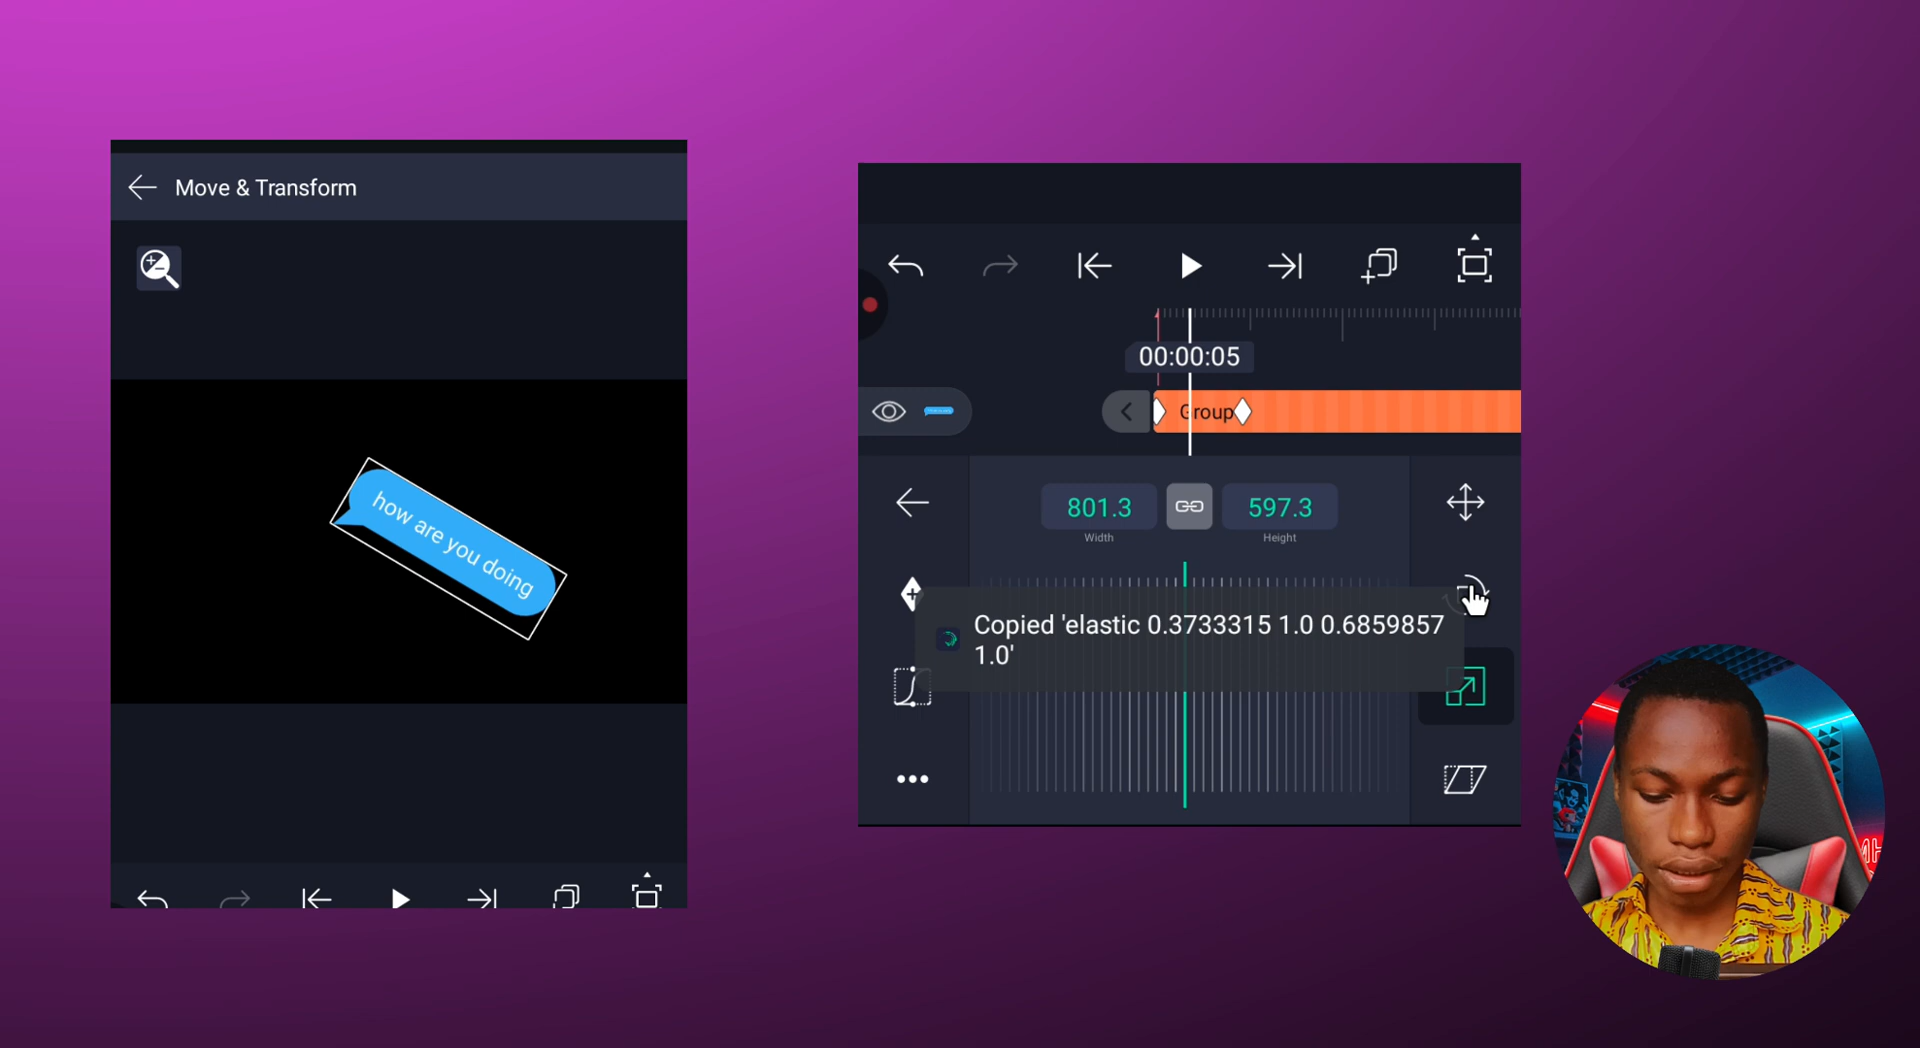 Move & Transform
how are you doing
00:00:05
Group
801.3
597.3
Width
Height
Copied 'elastic 0.3733315 1.0 0.6859857
1.0'